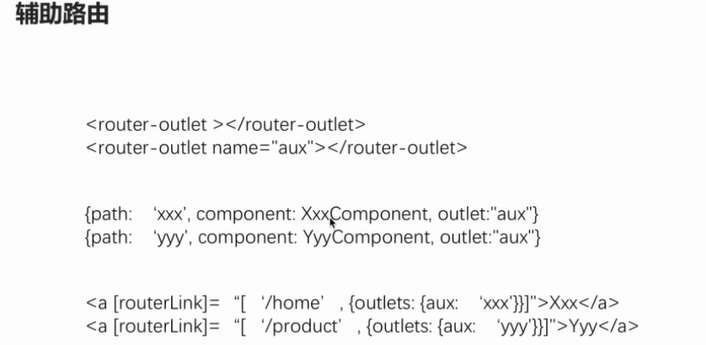 辅助路由
<router-outlet ></router-outlet>
<router-outlet name="aux"></router-outlet>
{path: ‘xxx’, component: XxxComponent, outlet:"aux"}
{path: ‘yyy’, component: YyyComponent, outlet:"aux"}
<a [routerLink]= “[ ‘/home’ , {outlets: {aux: ‘xxx’}}]">Xxx</a>
<a [routerLink]= “[ ‘/product’ , {outlets: {aux: ‘yyy’}}]">Yyy</a>